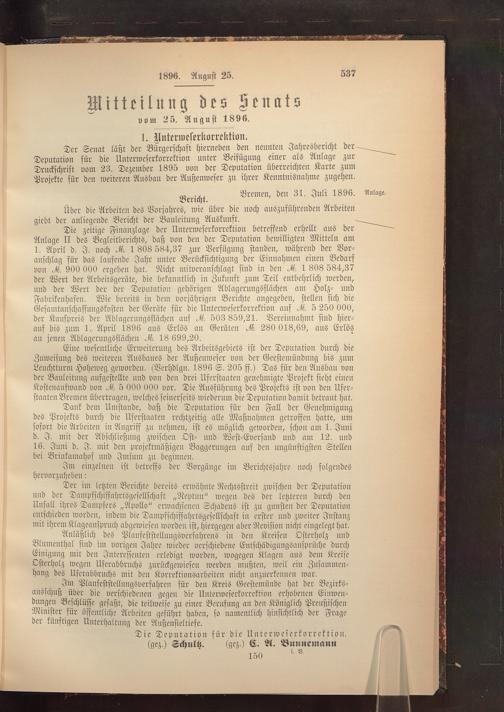 1896. August 25. 537
Mitteilung des Senats
vom 25. August 1896.
1. Unterweserkorrektion.
Der Senat läßt der Bürgerschaft hierneben den neunten Jahresbericht der
Deputation für die Unterweserkorrektion unter Beifügung einer als Anlage zur
Druckschrift vom 23. Dezember 1895 von der Deputation überreichten Karte zum
Projekte für den weiteren Ausbau der Außenweser zu ihrer Kenntnisnahme zugehen.
Bremen, den 31. Juli 1896. Anlage.
Bericht.
Über die Arbeiten des Vorjahres, wie über die noch auszuführenden Arbeiten
giebt der anliegende Bericht der Bauleitung Auskunft.
Die zeitige Finanzlage der Unterweserkorrektion betreffend erhellt aus der
Anlage II des Begleitberichts, daß von den der Deputation bewilligten Mitteln am
1. April d. J. noch M. 1 808 584,37 zur Verfügung standen, während der Vor-
anschlag für das laufende Jahr unter Berücksichtigung der Einnahmen einen Bedarf
von M. 900 000 ergeben hat. Nicht mitveranschlagt sind in den M. 1 808 584,37
der Wert der Arbeitsgeräte, die bekanntlich in Zukunft zum Teil entbehrlich werden,
und der Wert der der Deputation gehörigen Ablagerungsflächen am Holz- und
Fabrikenhafen. Wie bereits in dem vorjährigen Berichte angegeben, stellen sich die
Gesamtanschaffungskosten der Geräte für die Unterweserkorrektion auf M. 5 250 000,
der Kaufpreis der Ablagerungsflächen auf M. 503 859,21. Vereinnahmt sind hier-
auf bis zum 1. April 1896 aus Erlös an Geräten M. 280 018,69, aus Erlös
an jenen Ablagerungsflächen M. 18 699,20.
Eine wesentliche Erweiterung des Arbeitsgebiets ist der Deputation durch die
Zuweisung des weiteren Ausbaues der Außenweser von der Geestemündung bis zum
Leuchtturm Hoheweg geworden. (Verhdlgn. 1896 S. 205 ff.) Das für den Ausbau von
der Bauleitung aufgestellte und von den drei Uferstaaten genehmigte Projekt sieht einen
Kostenaufwand von M. 5 000 000 vor. Die Ausführung des Projekts ist von den Ufer-
staaten Bremen übertragen, welches seinerseits wiederum die Deputation damit betraut hat.
Dank dem Umstande, daß die Deputation für den Fall der Genehmigung
des Projekts durch die Uferstaaten rechtzeitig alle Maßnahmen getroffen hatte, um
sofort die Arbeiten in Angriff zu nehmen, ist es möglich geworden, schon am 1. Juni
d. J. mit der Abschließung zwischen Ost- und West-Eversand und am 12. und
16. Juni d. J. mit den projektmäßigen Baggerungen auf den ungünstigsten Stellen
bei Brinkamahof und Imsum zu beginnen.
Im einzelnen ist betreffs der Vorgänge im Berichtsjahre noch folgendes
hervorzuheben:
Der im letzten Berichte bereits erwähnte Rechtsstreit zwischen der Deputation
und der Dampfschiffahrtsgesellschaft „Neptun“ wegen des der letzteren durch den
Unfall ihres Dampfers „Apollo“ erwachsenen Schadens ist zu gunsten der Deputation
entschieden worden, indem die Dampfschiffahrtsgesellschaft in erster und zweiter Instanz
mit ihrem Klageanspruch abgewiesen worden ist, hiergegen aber Revision nicht eingelegt hat.
Anläßlich des Planfeststellungsverfahrens in den Kreisen Osterholz und
Blumenthal sind im vorigen Jahre wieder verschiedene Entschädigungsansprüche durch
Einigung mit den Interessenten erledigt worden, wogegen Klagen aus dem Kreise
Osterholz wegen Uferabbruchs zurückgewiesen werden mußten, weil ein Zusammen-
hang des Uferabbruchs mit den Korrektionsarbeiten nicht anzuerkennen war.
Im Planfeststellungsverfahren für den Kreis Geestemünde hat der Bezirks-
ausschuß über die verschiedenen gegen die Unterweserkorrektion erhobenen Einwen-
dungen Beschlüsse gefaßt, die teilweise zu einer Berufung an den Königlich Preußischen
Minister für öffentliche Arbeiten geführt haben, so namentlich hinsichtlich der Frage
der künftigen Unterhaltung der Außentiefe.
Die Deputation für die Unterweserkorrektion.
(gez.) Schultz. (gez.) C. A. Bunnemann
i. V.
150